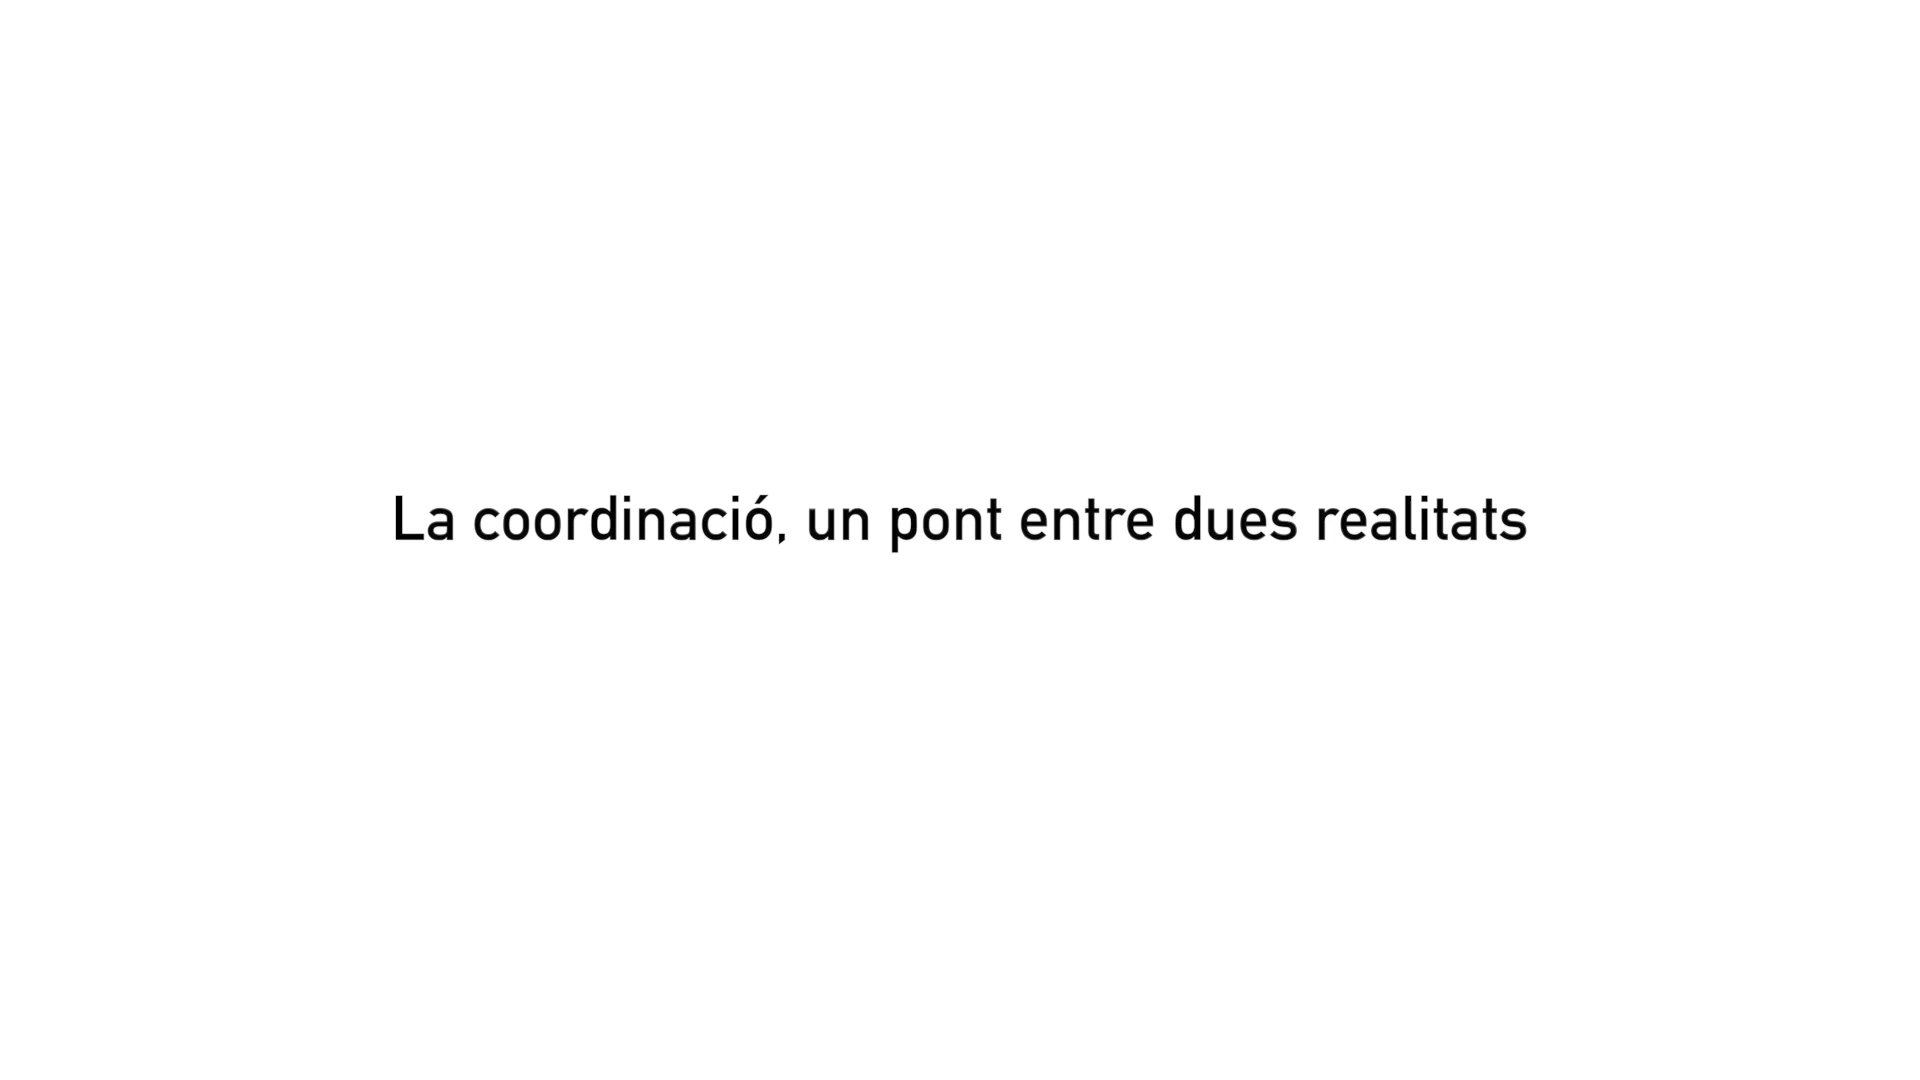 La coordinació, un pont entre dues realitats